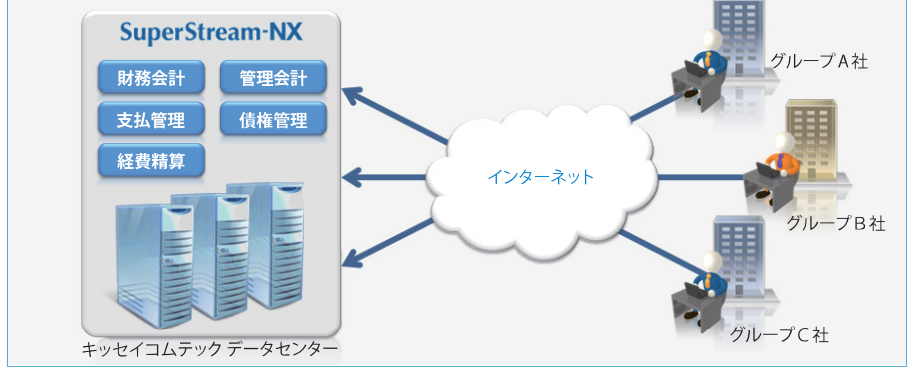 SuperStream-NX
財務会計
管理会計
支払管理
債権管理
経費精算
キッセイコムテック データセンター
インターネット
グループA社
グループB社
グループC社